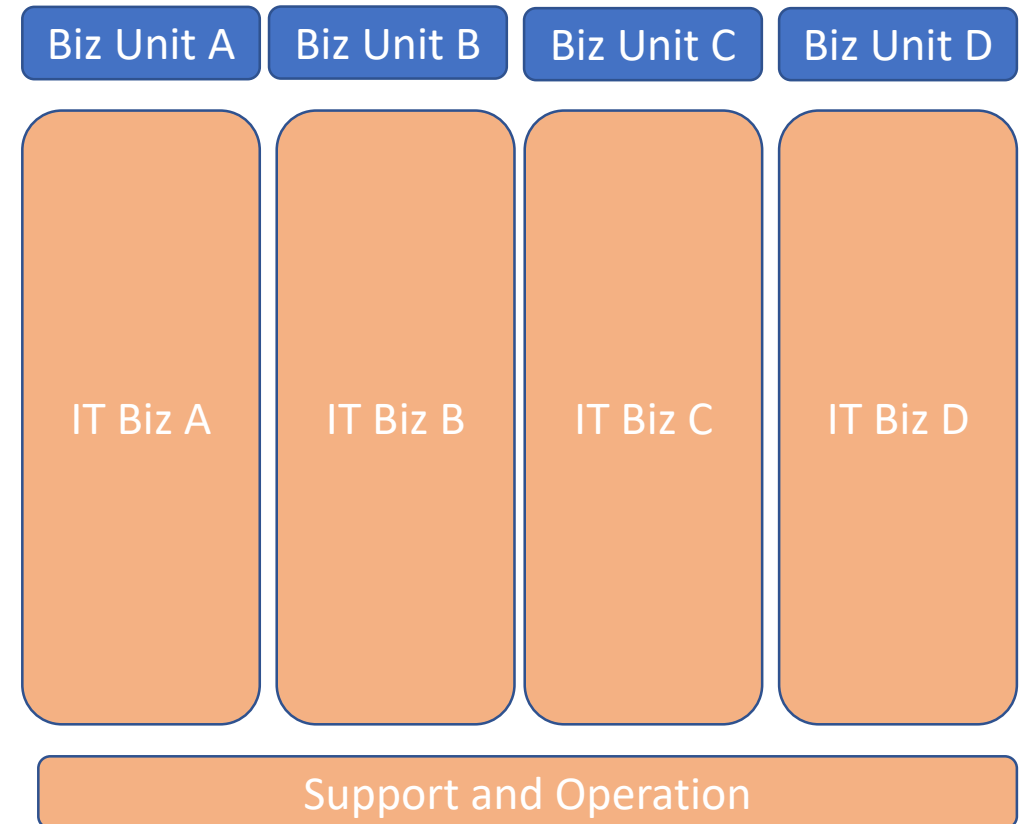 Biz Unit A
Biz Unit B
Biz Unit C
Biz Unit D
IT Biz A
IT Biz B
IT Biz C
IT Biz D
Support and Operation